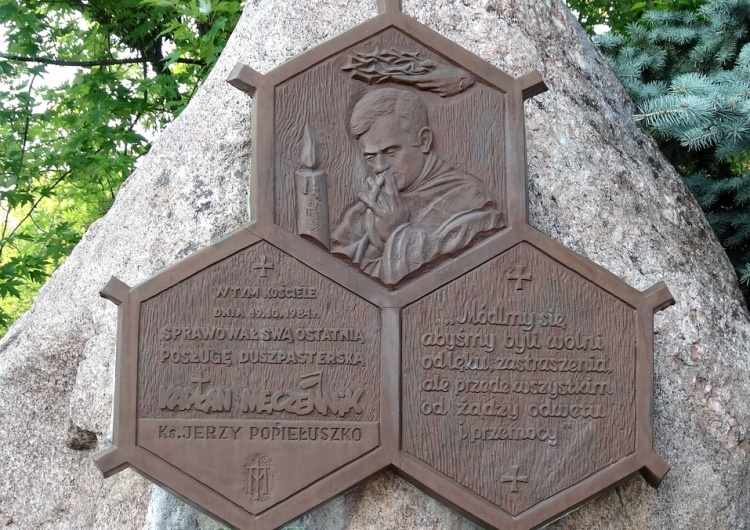 W TYM KOŚCIELE
DNIA 19.10.1984 r.
SPRAWOWAŁ SWĄ OSTATNIĄ
POSŁUGĘ DUSZPASTERSKĄ
KAPŁAN MĘCZENNIK
Ks. JERZY POPIEŁUSZKO
„Módlmy się,
abyśmy byli wolni
od lęku, zastraszenia,
ale przede wszystkim
od żądzy odwetu
i przemocy"